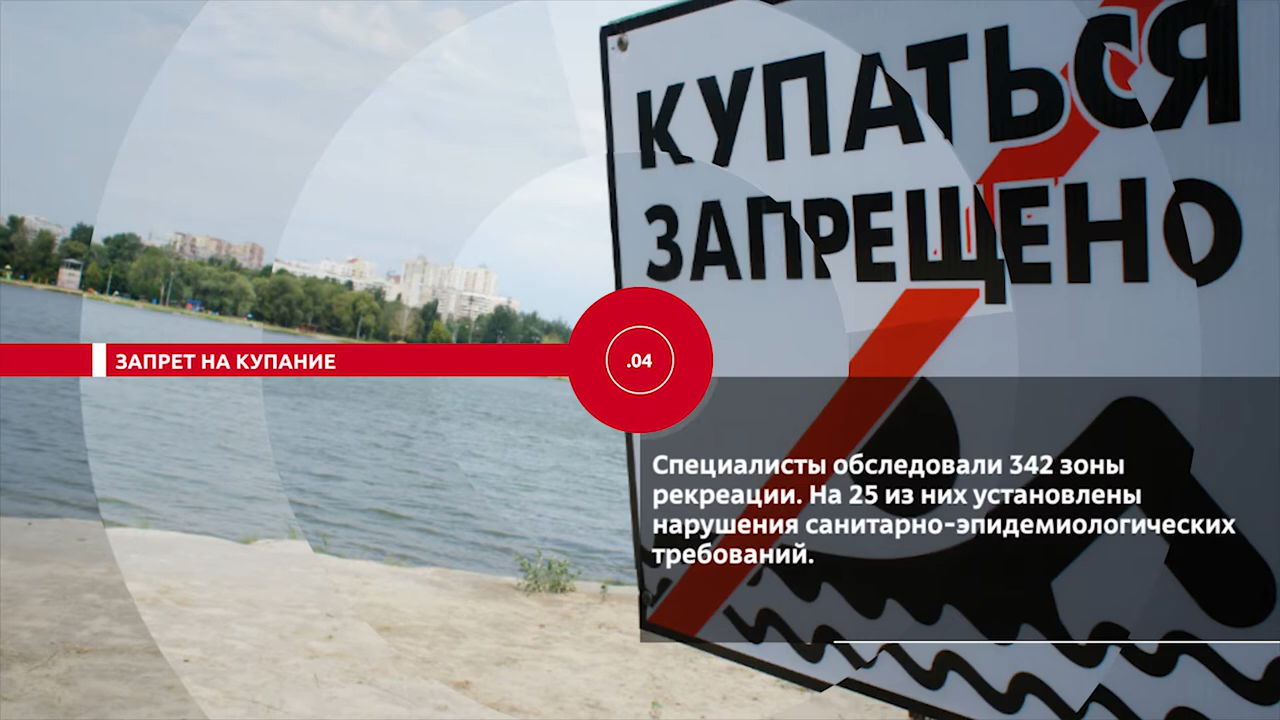 КУПАТЬСЯ
ЗАПРЕЩЕНО
ЗАПРЕТ НА КУПАНИЕ
.04
Специалисты обследовали 342 зоны
рекреации. На 25 из них установлены
нарушения санитарно-эпидемиологических
требований.